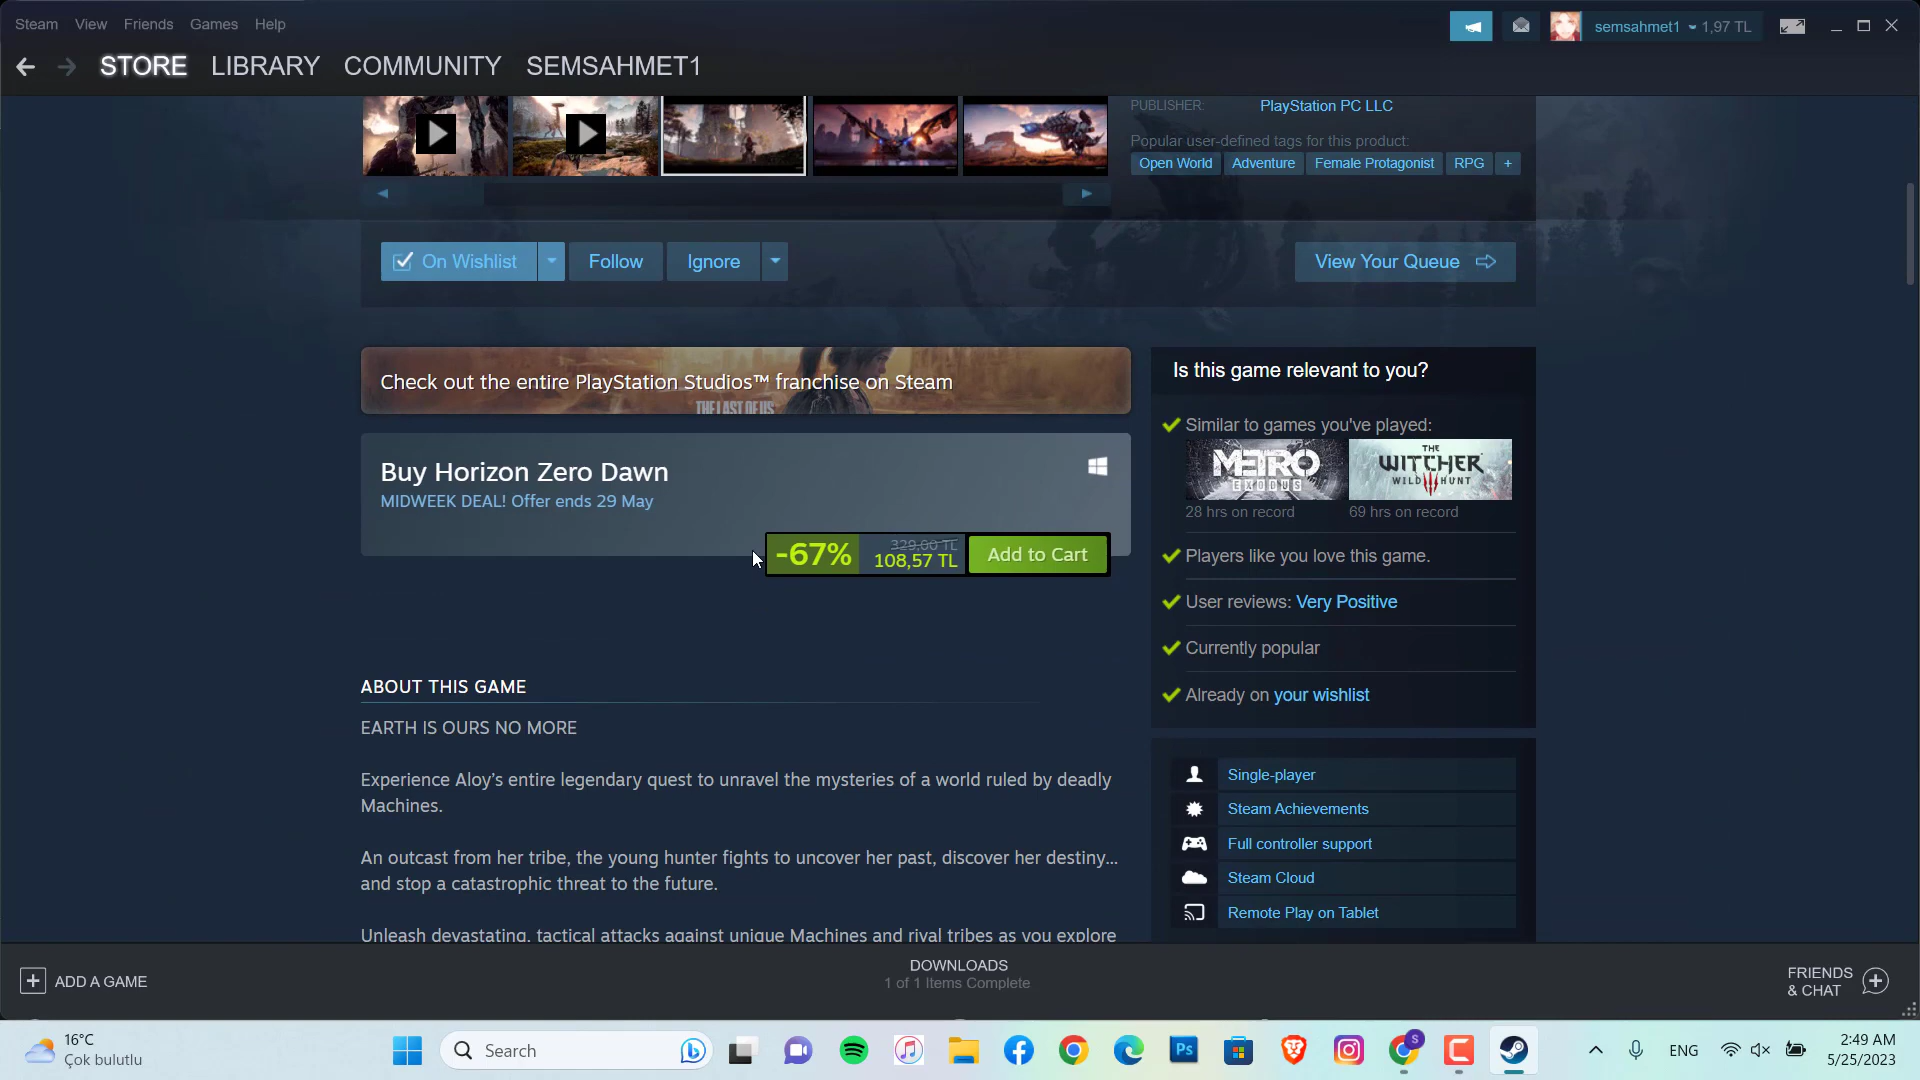 Steam View Friends Games Help
semsahmet1 1,97 TL
STORE LIBRARY COMMUNITY SEMSAHMET1
PUBLISHER: PlayStation PC LLC
Popular user-defined tags for this product:
Open World Adventure Female Protagonist RPG +
On Wishlist Follow Ignore View Your Queue
Check out the entire PlayStation Studios™ franchise on Steam
THE LAST OF US
Buy Horizon Zero Dawn
MIDWEEK DEAL! Offer ends 29 May
-67% 329,00 TL 108,57 TL Add to Cart
Is this game relevant to you?
Similar to games you've played:
METRO EXODUS
THE WITCHER WILD HUNT
28 hrs on record 69 hrs on record
Players like you love this game.
User reviews: Very Positive
Currently popular
Already on your wishlist
ABOUT THIS GAME
EARTH IS OURS NO MORE
Experience Aloy's entire legendary quest to unravel the mysteries of a world ruled by deadly
Machines.
An outcast from her tribe, the young hunter fights to uncover her past, discover her destiny…
and stop a catastrophic threat to the future.
Unleash devastating, tactical attacks against unique Machines and rival tribes as you explore
Single-player
Steam Achievements
Full controller support
Steam Cloud
Remote Play on Tablet
ADD A GAME
DOWNLOADS
1 of 1 Items Complete
FRIENDS
& CHAT
16°C
Çok bulutlu
Search
Ps
S
ENG
2:49 AM
5/25/2023